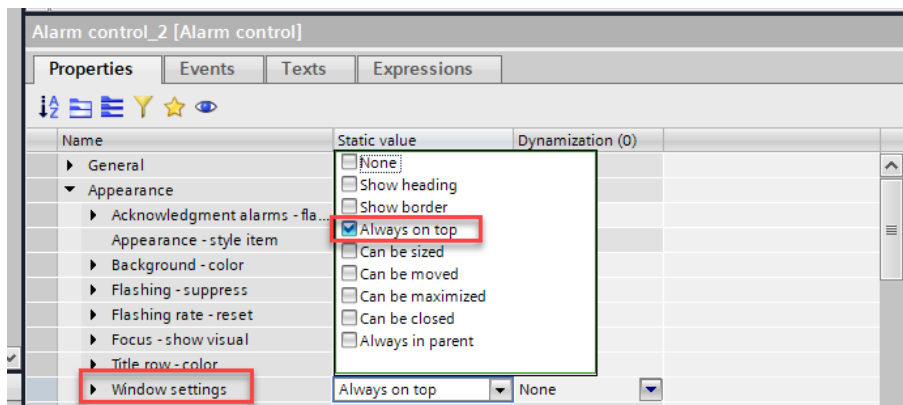 Alarm control_2 [Alarm control]
Properties Events Texts Expressions
Name Static value Dynamization (0)
General
None
Appearance
Show heading
Acknowledgment alarms - fla...
Show border
Appearance - style item
Always on top
Background - color
Can be sized
Flashing - suppress
Can be moved
Flashing rate - reset
Can be maximized
Focus - show visual
Can be closed
Title row - color
Always in parent
Window settings Always on top None